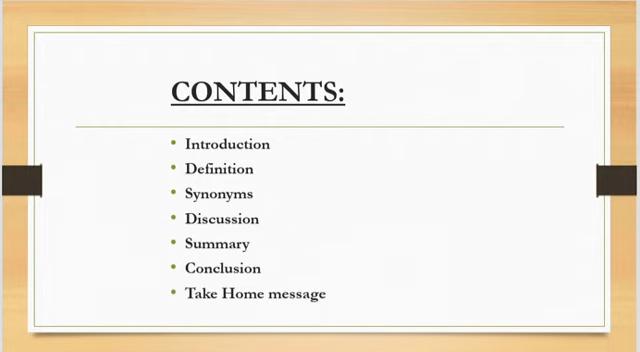 CONTENTS:
Introduction
Definition
Synonyms
Discussion
Summary
Conclusion
Take Home message